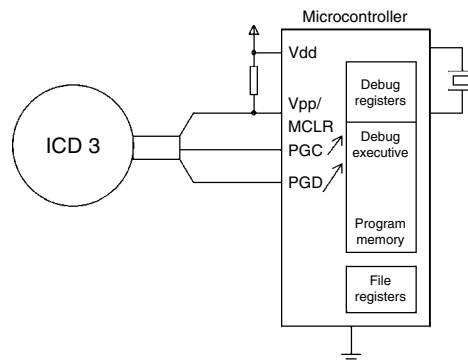 Microcontroller
Vdd
Vpp/
MCLR
PGC
PGD
ICD 3
Debug
registers
Debug
executive
Program
memory
File
registers